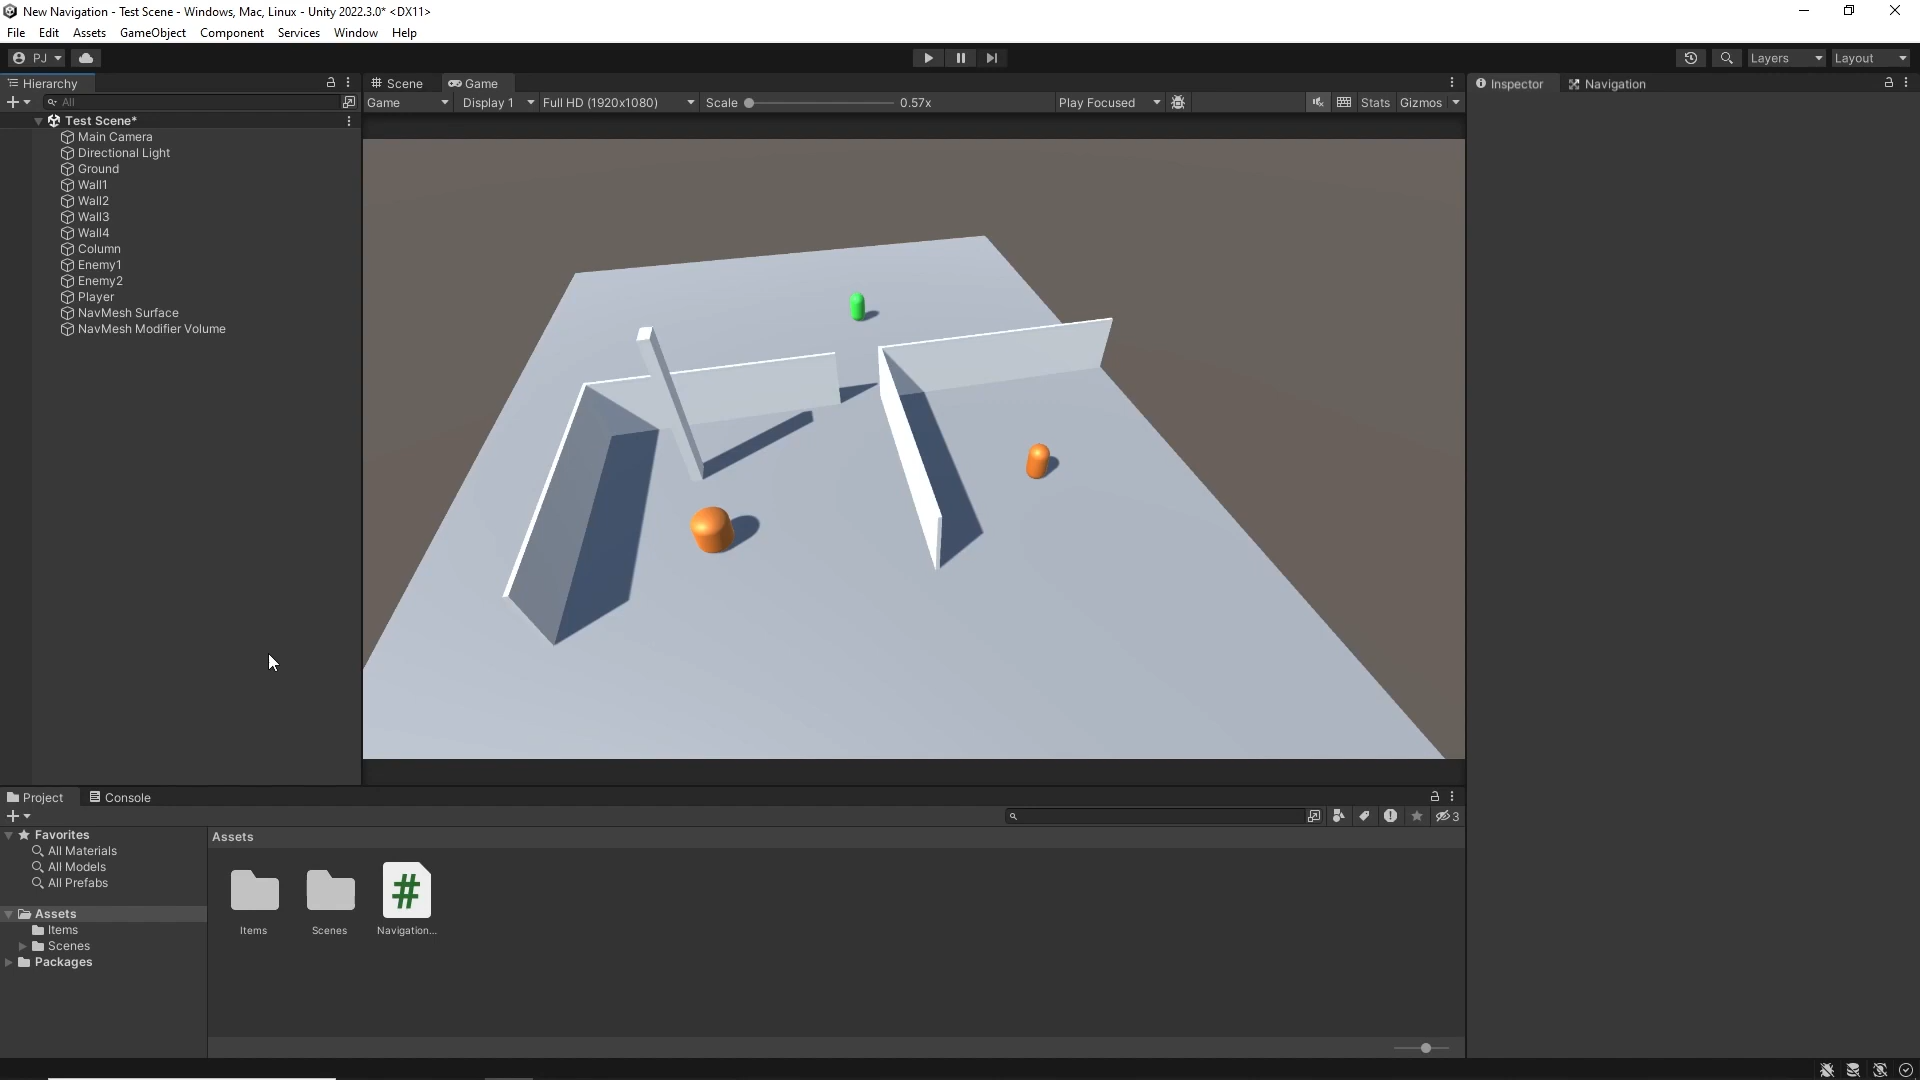 New Navigation - Test Scene - Windows, Mac, Linux - Unity 2022.3.0* <DX11>
File Edit Assets GameObject Component Services Window Help
PJ Layers Layout
Hierarchy Scene Game Inspector Navigation
All Game Display 1 Full HD (1920x1080) Scale 0.57x Play Focused Stats Gizmos
Test Scene*
Main Camera
Directional Light
Ground
Wall1
Wall2
Wall3
Wall4
Column
Enemy1
Enemy2
Player
NavMesh Surface
NavMesh Modifier Volume
Project Console
3
Favorites Assets
All Materials
All Models
All Prefabs
Assets
Items
Scenes
Packages
Items Scenes Navigation...